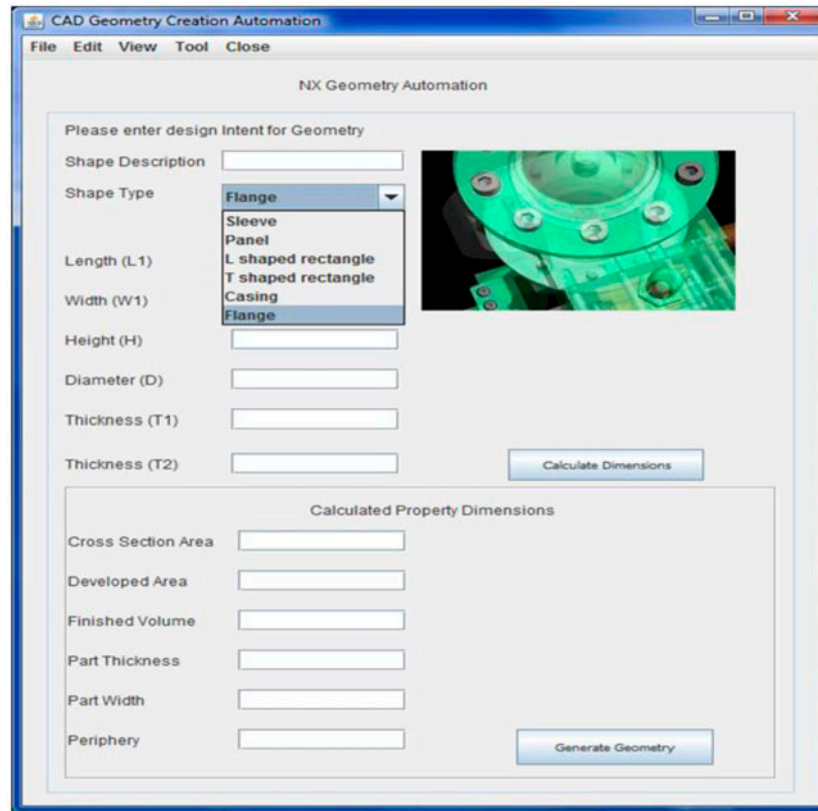 CAD Geometry Creation Automation
File Edit View Tool Close
NX Geometry Automation
Please enter design Intent for Geometry
Shape Description
Shape Type Flange
Sleeve
Panel
L shaped rectangle
Length (L1)
T shaped rectangle
Casing
Width (W1)
Flange
Height (H)
Diameter (D)
Thickness (T1)
Thickness (T2) Calculate Dimensions
Calculated Property Dimensions
Cross Section Area
Developed Area
Finished Volume
Part Thickness
Part Width
Periphery Generate Geometry